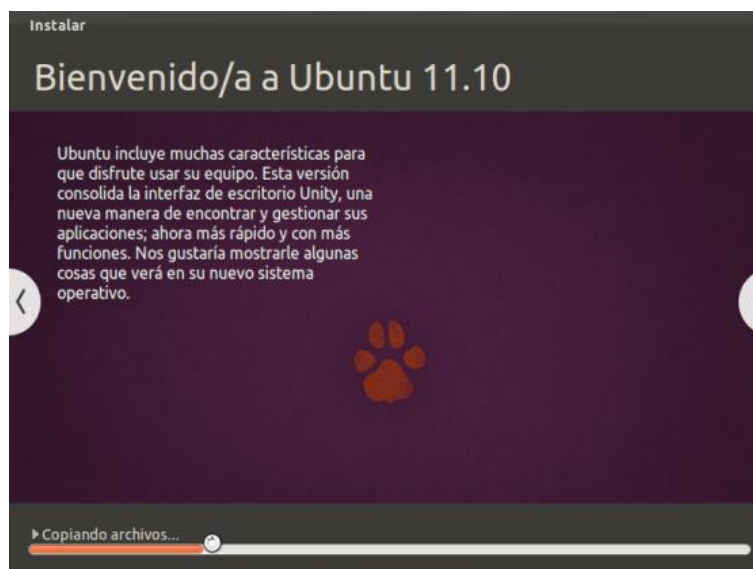 Instalar
Bienvenido/a a Ubuntu 11.10
Ubuntu incluye muchas características para
que disfrute usar su equipo. Esta versión
consolida la interfaz de escritorio Unity, una
nueva manera de encontrar y gestionar sus
aplicaciones; ahora más rápido y con más
funciones. Nos gustaría mostrarle algunas
cosas que verá en su nuevo sistema
operativo.
Copiando archivos...